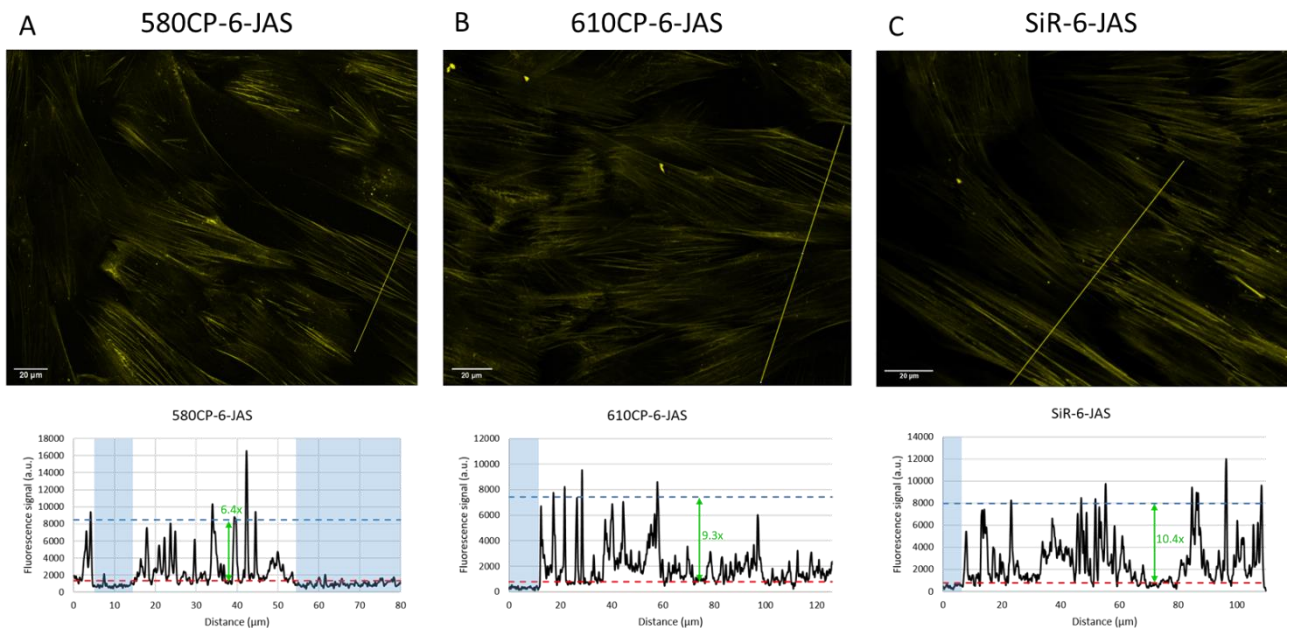 A 580CP-6-JAS
B 610CP-6-JAS
C SiR-6-JAS
20 µm
20 µm
20 µm
580CP-6-JAS
Fluorescence signal (a.u.)
18000
16000
14000
12000
10000
8000
6000
4000
2000
0
6.4x
0 10 20 30 40 50 60 70 80
Distance (µm)
610CP-6-JAS
Fluorescence signal (a.u.)
12000
10000
8000
6000
4000
2000
0
9.3x
0 20 40 60 80 100 120
Distance (µm)
SiR-6-JAS
Fluorescence signal (a.u.)
14000
12000
10000
8000
6000
4000
2000
0
10.4x
0 20 40 60 80 100
Distance (µm)